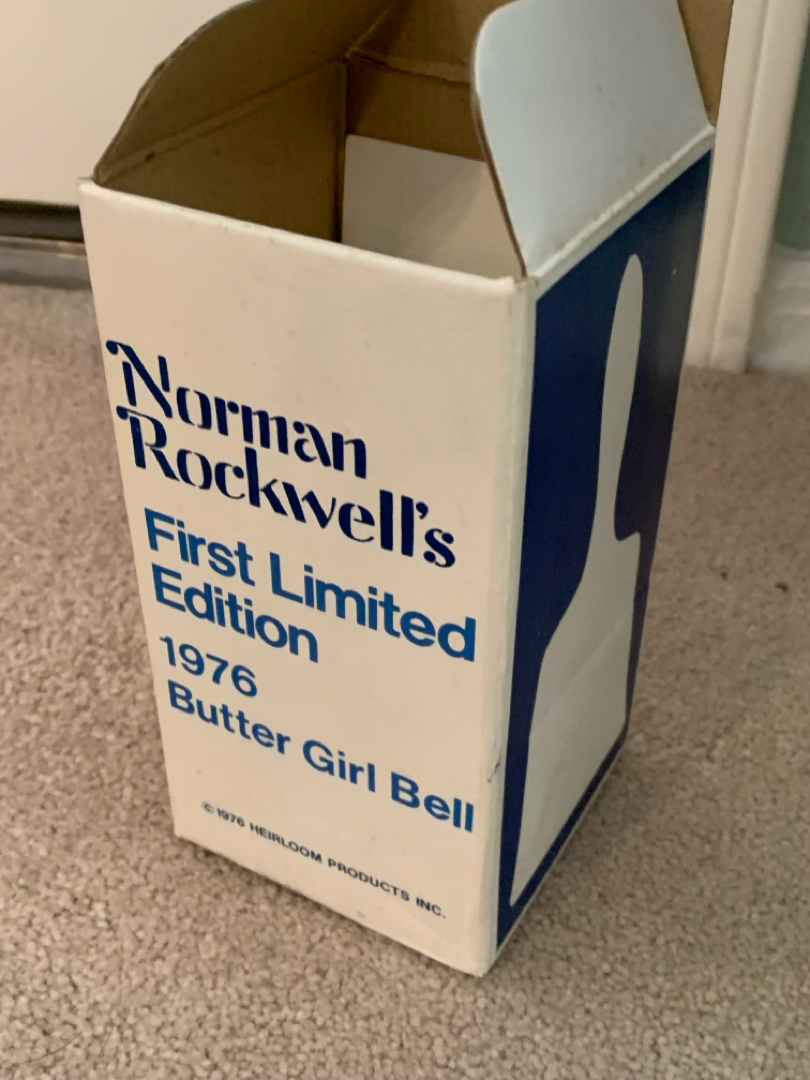 Norman
Rockwell's
First Limited
Edition
1976
Butter Girl Bell
©1976 HEIRLOOM PRODUCTS INC.